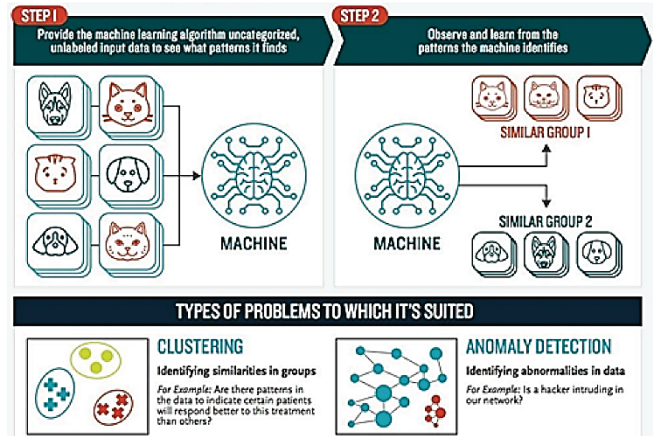 STEP 1
Provide the machine learning algorithm uncategorized,
unlabeled input data to see what patterns it finds
STEP 2
Observe and learn from the
patterns the machine identifies
MACHINE
MACHINE
SIMILAR GROUP 1
SIMILAR GROUP 2
TYPES OF PROBLEMS TO WHICH IT'S SUITED
CLUSTERING
Identifying similarities in groups
For Example: Are there patterns in
the data to indicate certain patients
will respond better to this treatment
than others?
ANOMALY DETECTION
Identifying abnormalities in data
For Example: Is a hacker intruding in
our network?